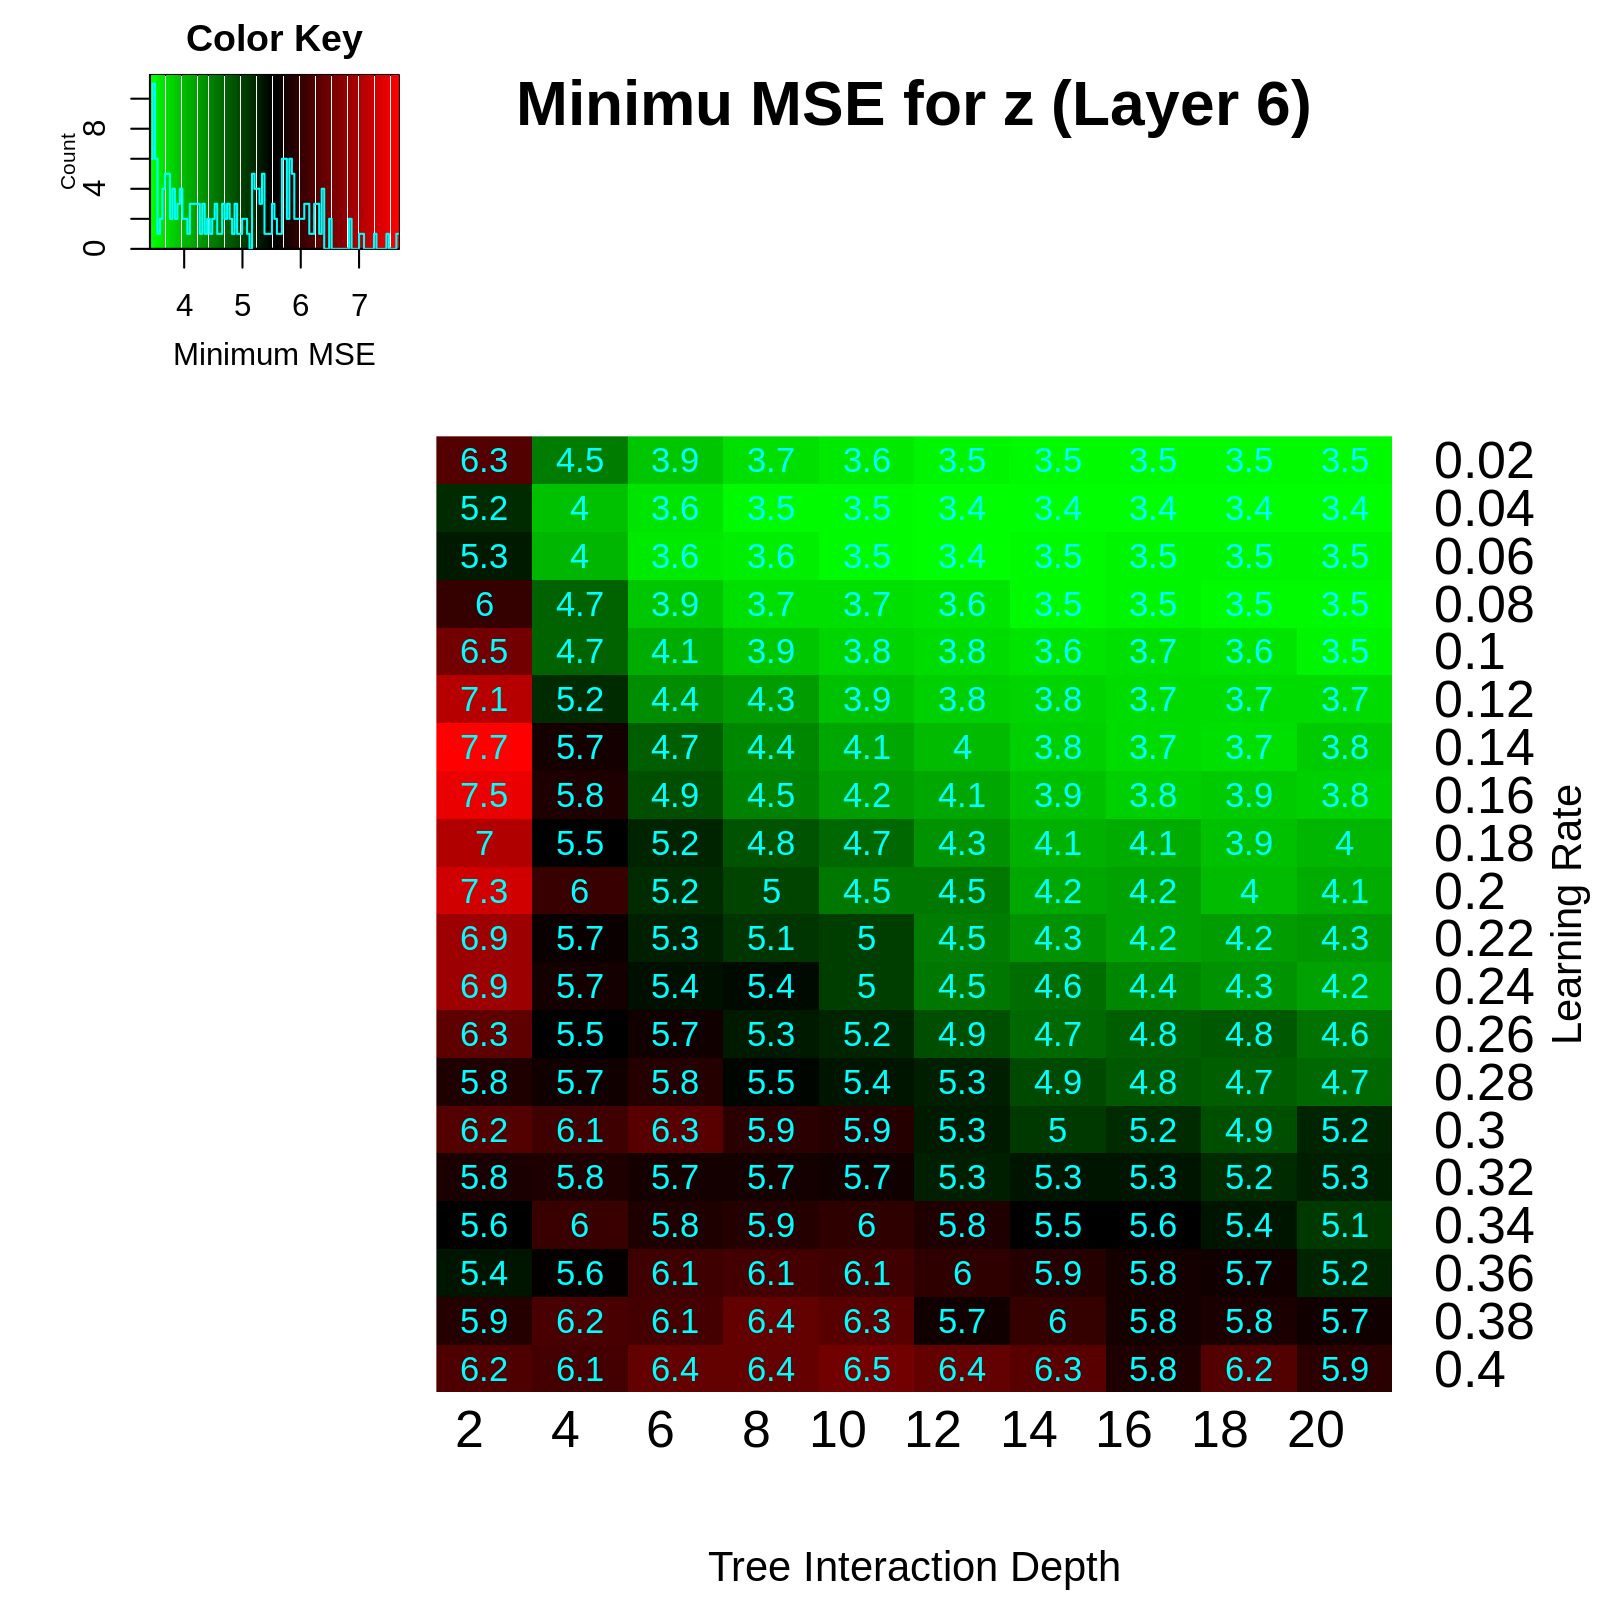 Color Key
Minimu MSE for z (Layer 6)
Count
0 4 8
4 5 6 7
Minimum MSE
6.3 4.5 3.9 3.7 3.6 3.5 3.5 3.5 3.5 3.5 0.02
5.2 4 3.6 3.5 3.5 3.4 3.4 3.4 3.4 3.4 0.04
5.3 4 3.6 3.6 3.5 3.4 3.5 3.5 3.5 3.5 0.06
6 4.7 3.9 3.7 3.7 3.6 3.5 3.5 3.5 3.5 0.08
6.5 4.7 4.1 3.9 3.8 3.8 3.6 3.7 3.6 3.5 0.1
7.1 5.2 4.4 4.3 3.9 3.8 3.8 3.7 3.7 3.7 0.12
7.7 5.7 4.7 4.4 4.1 4 3.8 3.7 3.7 3.8 0.14
7.5 5.8 4.9 4.5 4.2 4.1 3.9 3.8 3.9 3.8 0.16
7 5.5 5.2 4.8 4.7 4.3 4.1 4.1 3.9 4 0.18
7.3 6 5.2 5 4.5 4.5 4.2 4.2 4 4.1 0.2
6.9 5.7 5.3 5.1 5 4.5 4.3 4.2 4.2 4.3 0.22
6.9 5.7 5.4 5.4 5 4.5 4.6 4.4 4.3 4.2 0.24
6.3 5.5 5.7 5.3 5.2 4.9 4.7 4.8 4.8 4.6 0.26
5.8 5.7 5.8 5.5 5.4 5.3 4.9 4.8 4.7 4.7 0.28
6.2 6.1 6.3 5.9 5.9 5.3 5 5.2 4.9 5.2 0.3
5.8 5.8 5.7 5.7 5.7 5.3 5.3 5.3 5.2 5.3 0.32
5.6 6 5.8 5.9 6 5.8 5.5 5.6 5.4 5.1 0.34
5.4 5.6 6.1 6.1 6.1 6 5.9 5.8 5.7 5.2 0.36
5.9 6.2 6.1 6.4 6.3 5.7 6 5.8 5.8 5.7 0.38
6.2 6.1 6.4 6.4 6.5 6.4 6.3 5.8 6.2 5.9 0.4
Learning Rate
2 4 6 8 10 12 14 16 18 20
Tree Interaction Depth